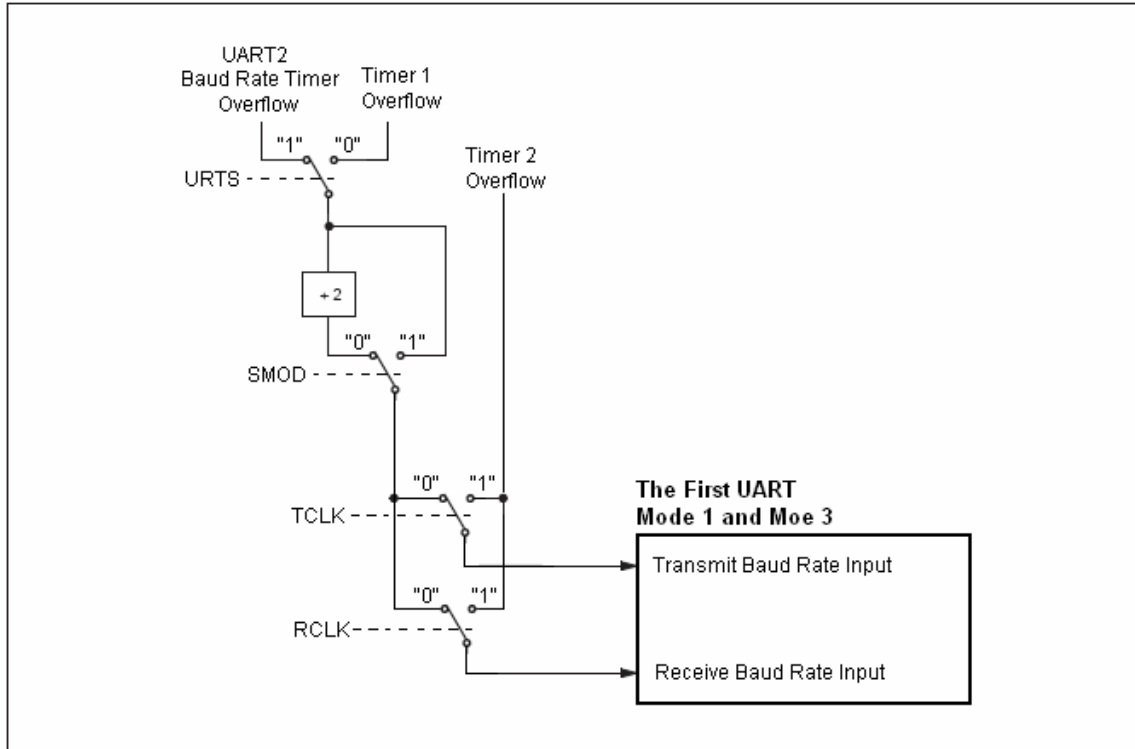 UART2
Baud Rate Timer
Overflow
Timer 1
Overflow
"1"
"0"
URTS
Timer 2
Overflow
÷ 2
"0"
"1"
SMOD
"0"
"1"
TCLK
The First UART
Mode 1 and Moe 3
Transmit Baud Rate Input
"0"
"1"
RCLK
Receive Baud Rate Input